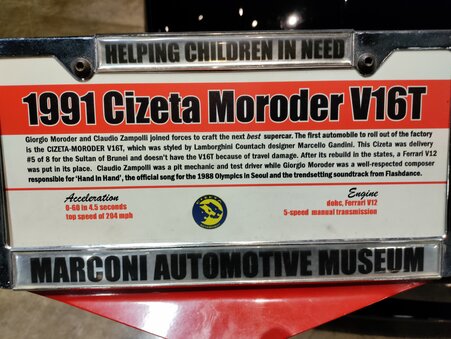 HELPING CHILDREN IN NEED
1991 Cizeta Moroder V16T
Giorgio Moroder and Claudio Zampolli joined forces to craft the next best supercar. The first automobile to roll out of the factory
is the CIZETA-MORODER V16T, which was styled by Lamborghini Countach designer Marcello Gandini. This Cizeta was delivery
#5 of 8 for the Sultan of Brunei and doesn't have the V16T because of travel damage. After its rebuild in the states, a Ferrari V12
was put in its place. Claudio Zampolli was a pit mechanic and test driver while Giorgio Moroder was a well-respected composer
responsible for 'Hand in Hand', the official song for the 1988 Olympics in Seoul and the trendsetting soundtrack from Flashdance.
Acceleration
0-60 in 4.5 seconds
top speed of 204 mph
Engine
dohc, Ferrari V12
5-speed manual transmission
MARCONI AUTOMOTIVE MUSEUM